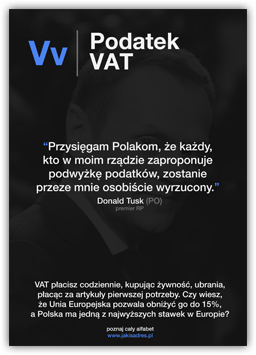 Vv
Podatek
VAT
“Przysięgam Polakom, że każdy,
kto w moim rządzie zaproponuje
podwyżkę podatków, zostanie
przeze mnie osobiście wyrzucony.”
Donald Tusk (PO)
premier RP
VAT płacisz codziennie, kupując żywność, ubrania,
płacąc za artykuły pierwszej potrzeby. Czy wiesz,
że Unia Europejska pozwala obniżyć go do 15%,
a Polska ma jedną z najwyższych stawek w Europie?
poznaj cały alfabet
www.jakisadres.pl